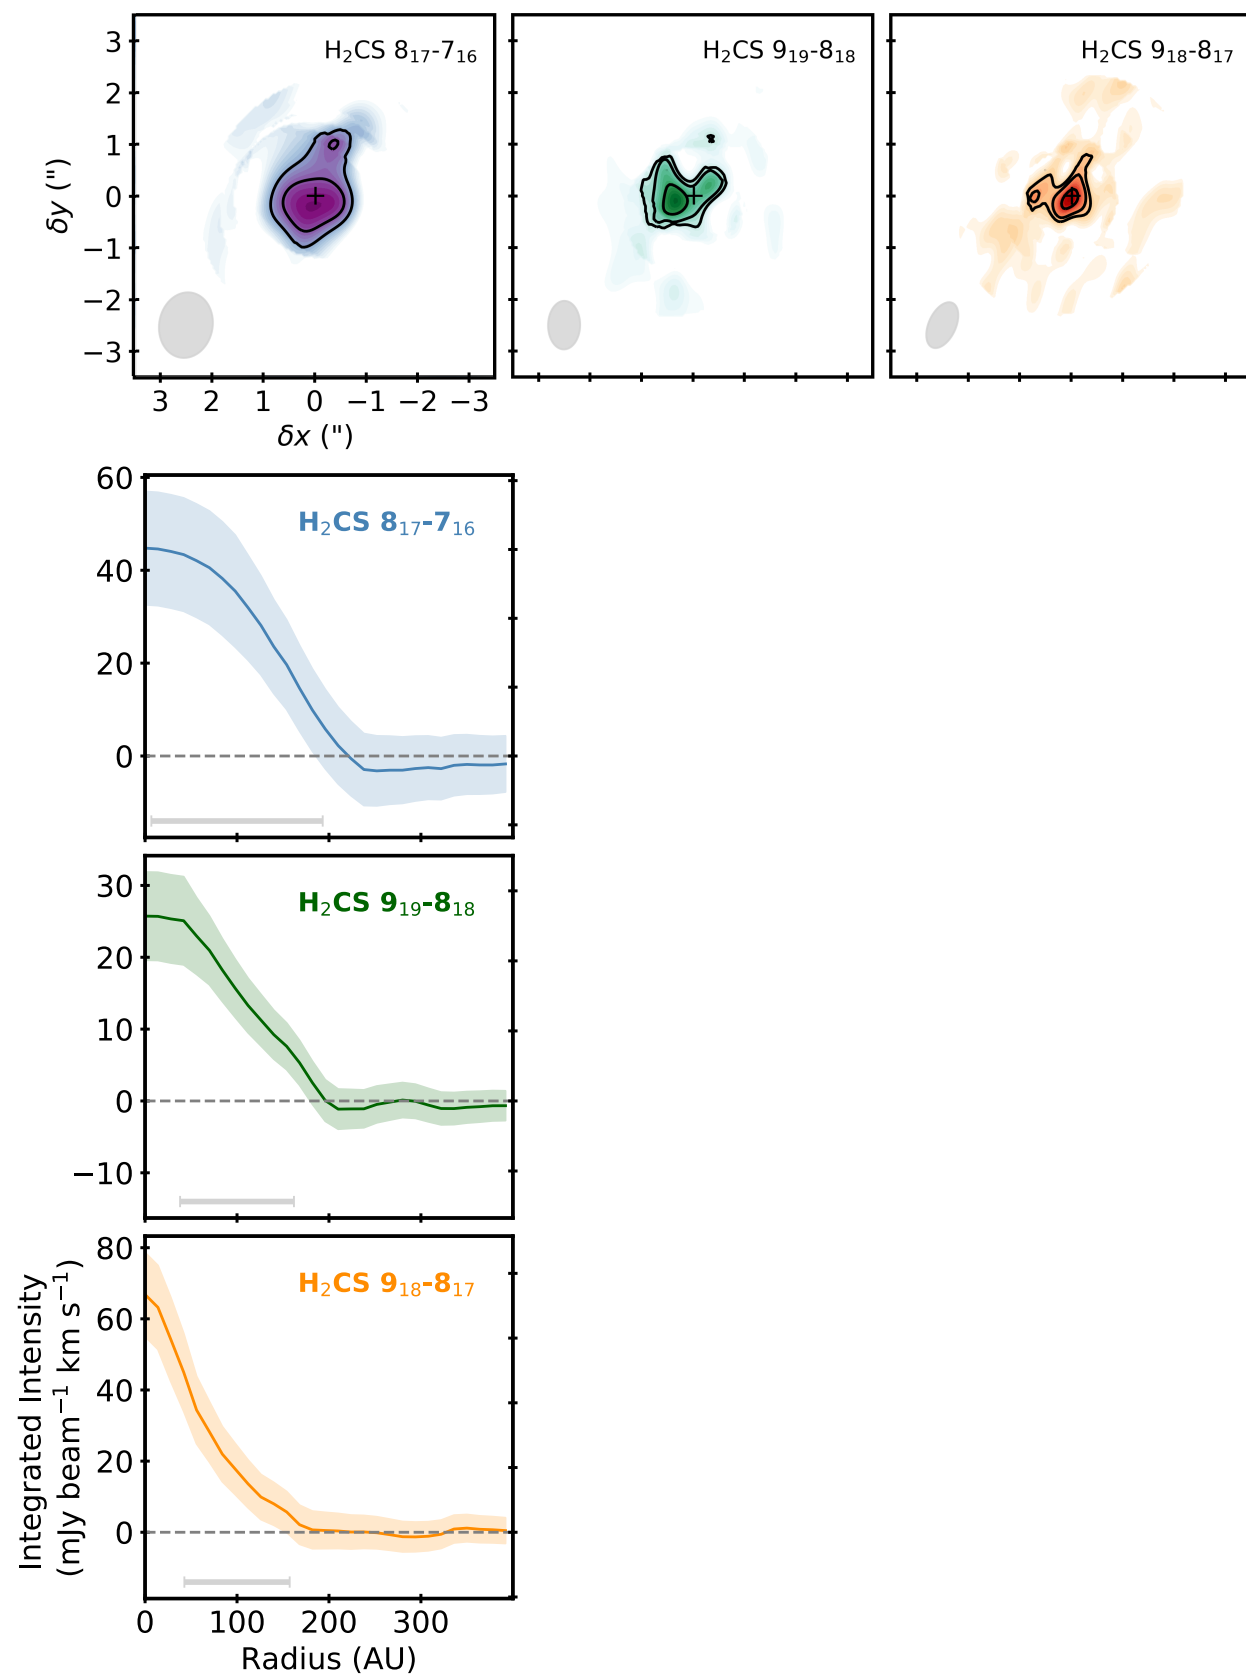 H₂CS 8₁₇-7₁₆
H₂CS 9₁₉-8₁₈
H₂CS 9₁₈-8₁₇
3
2
1
0
−1
−2
−3
δy (")
3 2 1 0 −1 −2 −3
δx (")
60
40
20
0
H₂CS 8₁₇-7₁₆
30
20
10
0
−10
H₂CS 9₁₉-8₁₈
80
60
40
20
0
H₂CS 9₁₈-8₁₇
Integrated Intensity
(mJy beam⁻¹ km s⁻¹)
0 100 200 300
Radius (AU)